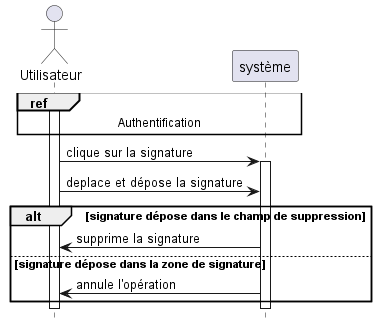 Utilisateur
système
ref
Authentification
clique sur la signature
deplace et dépose la signature
alt [signature dépose dans le champ de suppression]
supprime la signature
[signature dépose dans la zone de signature]
annule l'opération